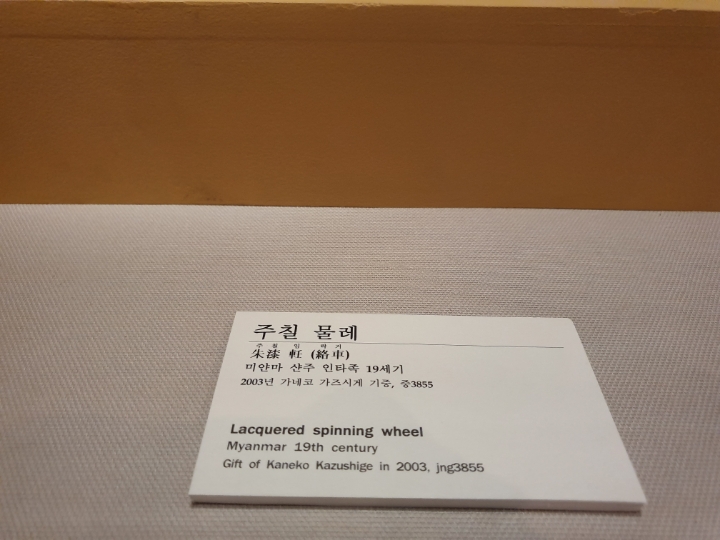 주칠 물레
朱漆 軠 (絡車)
미얀마 샨주 인타족 19세기
2003년 가네코 가즈시게 기증, 증3855
Lacquered spinning wheel
Myanmar 19th century
Gift of Kaneko Kazushige in 2003, jng3855